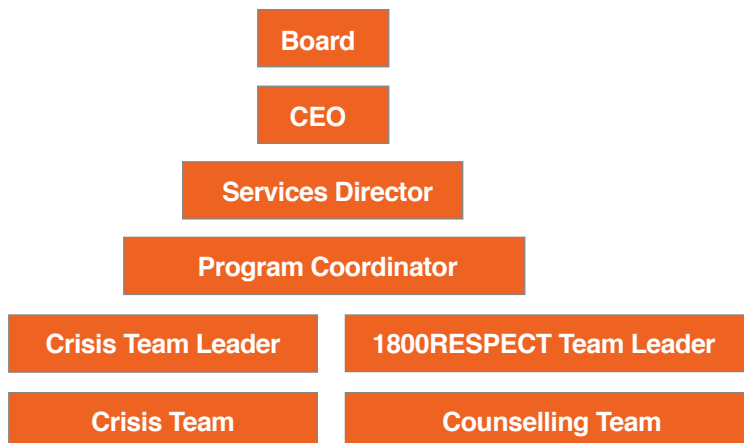 Board
CEO
Services Director
Program Coordinator
Crisis Team Leader
1800RESPECT Team Leader
Crisis Team
Counselling Team